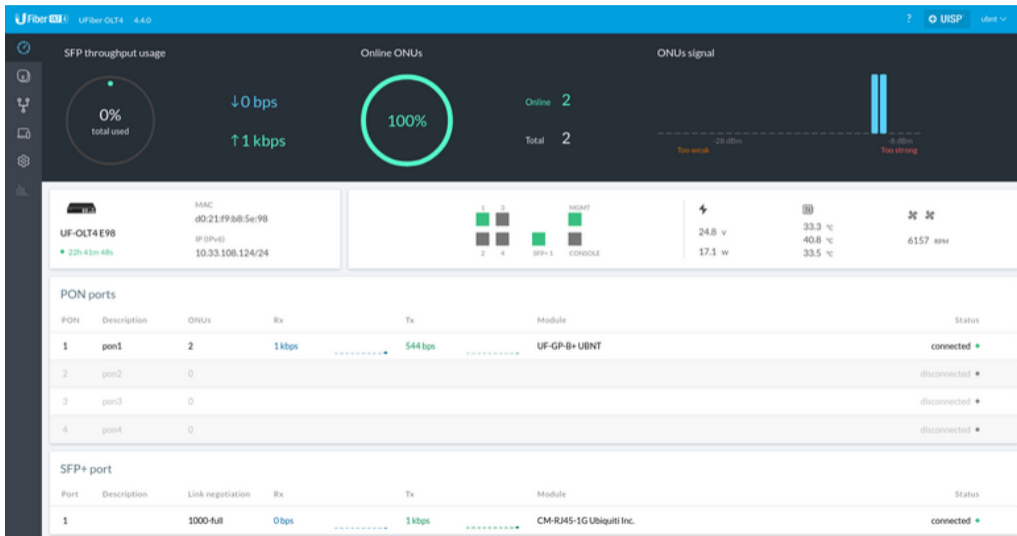 UFiber OLT 4 UFiber OLT4 4.4.0 ? UISP ubnt
SFP throughput usage
0%
total used
↓0 bps
↑1 kbps
Online ONUs
100%
Online 2
Total 2
ONUs signal
-28 dBm
Too weak
-8 dBm
Too strong
UF-OLT4 E98
22h 41m 48s
MAC
d0:21:f9:b8:5e:98
IP (IPv6)
10.33.108.124/24
1 3 MGMT
2 4 SFP+ 1 CONSOLE
24.8 V
17.1 W
33.3 °C
40.8 °C
33.5 °C
6157 RPM
PON ports
PON Description ONUs Rx Tx Module Status
1 pon1 2 1 kbps 544 bps UF-GP-B+ UBNT connected
2 pon2 0 disconnected
3 pon3 0 disconnected
4 pon4 0 disconnected
SFP+ port
Port Description Link negotiation Rx Tx Module Status
1 1000-full 0 bps 1 kbps CM-RJ45-1G Ubiquiti Inc. connected